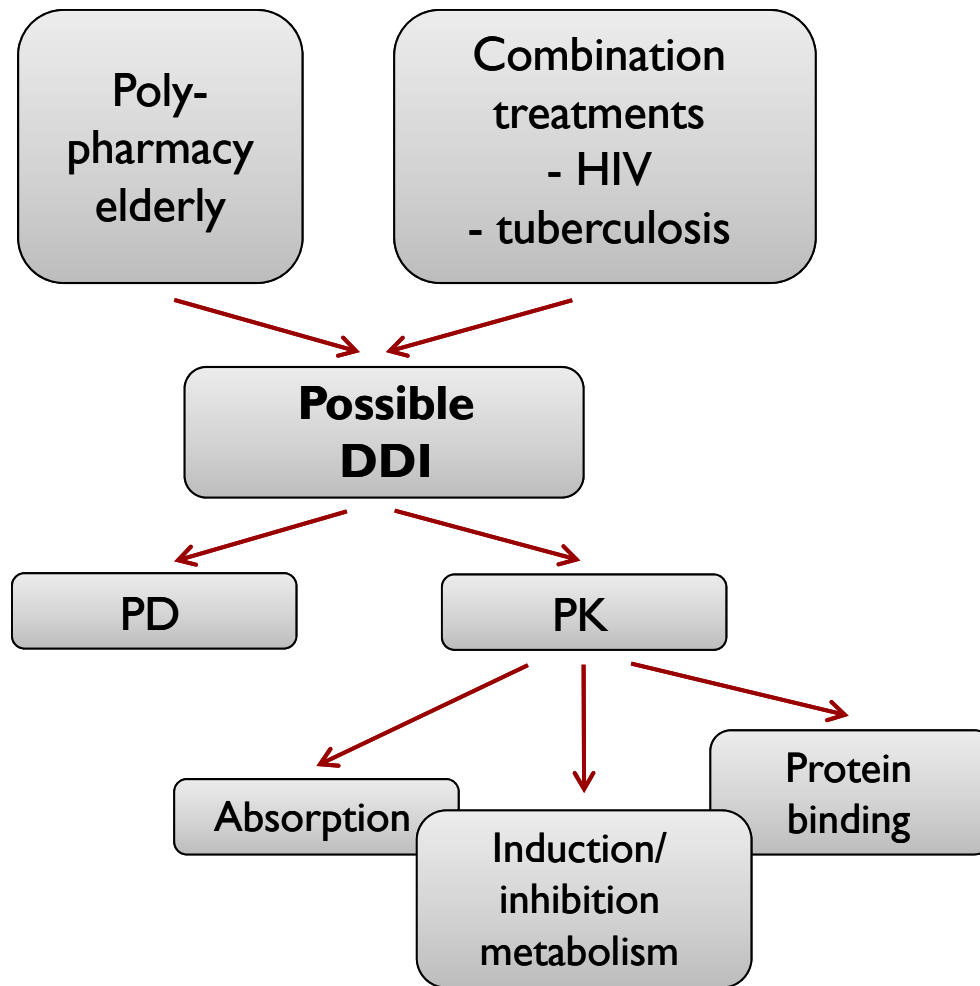 Poly-
pharmacy
elderly
Combination
treatments
- HIV
- tuberculosis
Possible
DDI
PD
PK
Absorption
Induction/
inhibition
metabolism
Protein
binding